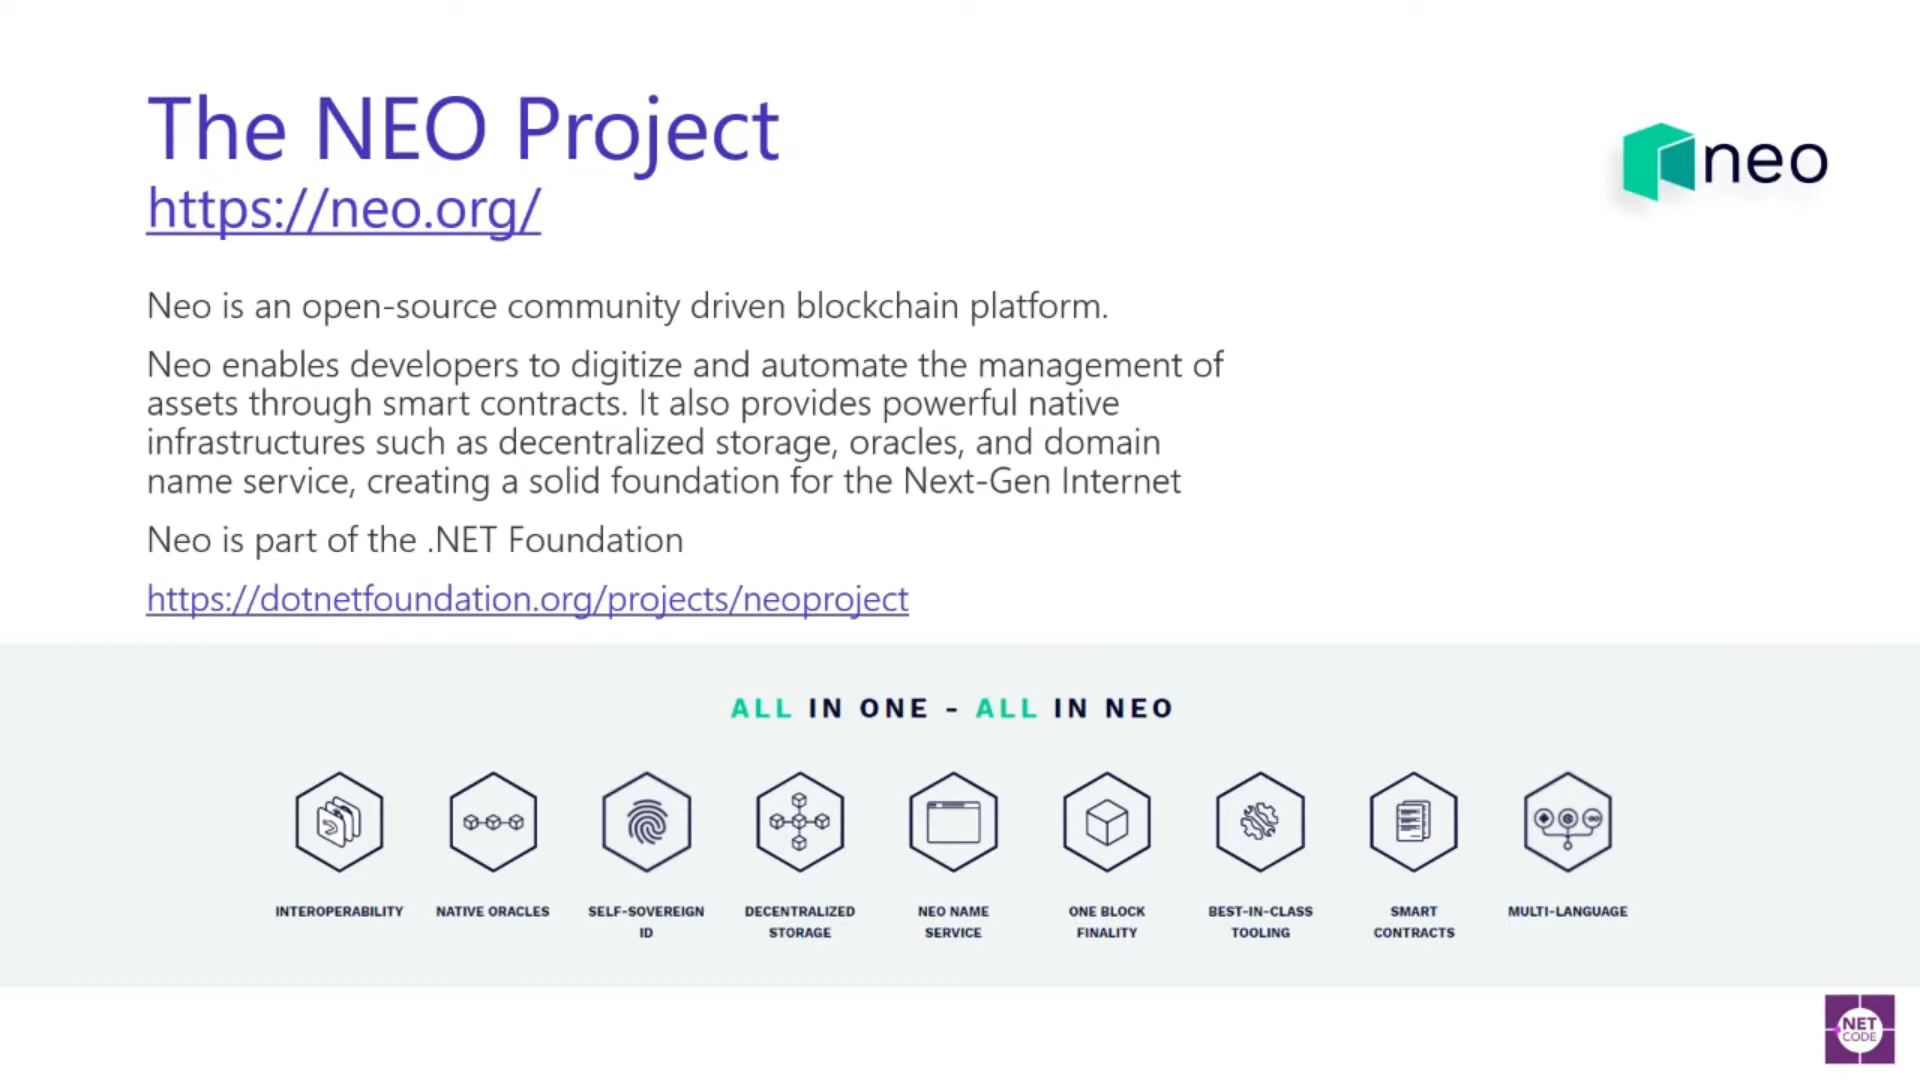 The NEO Project
https://neo.org/
neo
Neo is an open-source community driven blockchain platform.
Neo enables developers to digitize and automate the management of
assets through smart contracts. It also provides powerful native
infrastructures such as decentralized storage, oracles, and domain
name service, creating a solid foundation for the Next-Gen Internet
Neo is part of the .NET Foundation
https://dotnetfoundation.org/projects/neoproject
ALL IN ONE - ALL IN NEO
INTEROPERABILITY
NATIVE ORACLES
SELF-SOVEREIGN
ID
DECENTRALIZED
STORAGE
NEO NAME
SERVICE
ONE BLOCK
FINALITY
BEST-IN-CLASS
TOOLING
SMART
CONTRACTS
MULTI-LANGUAGE
NET
CODE